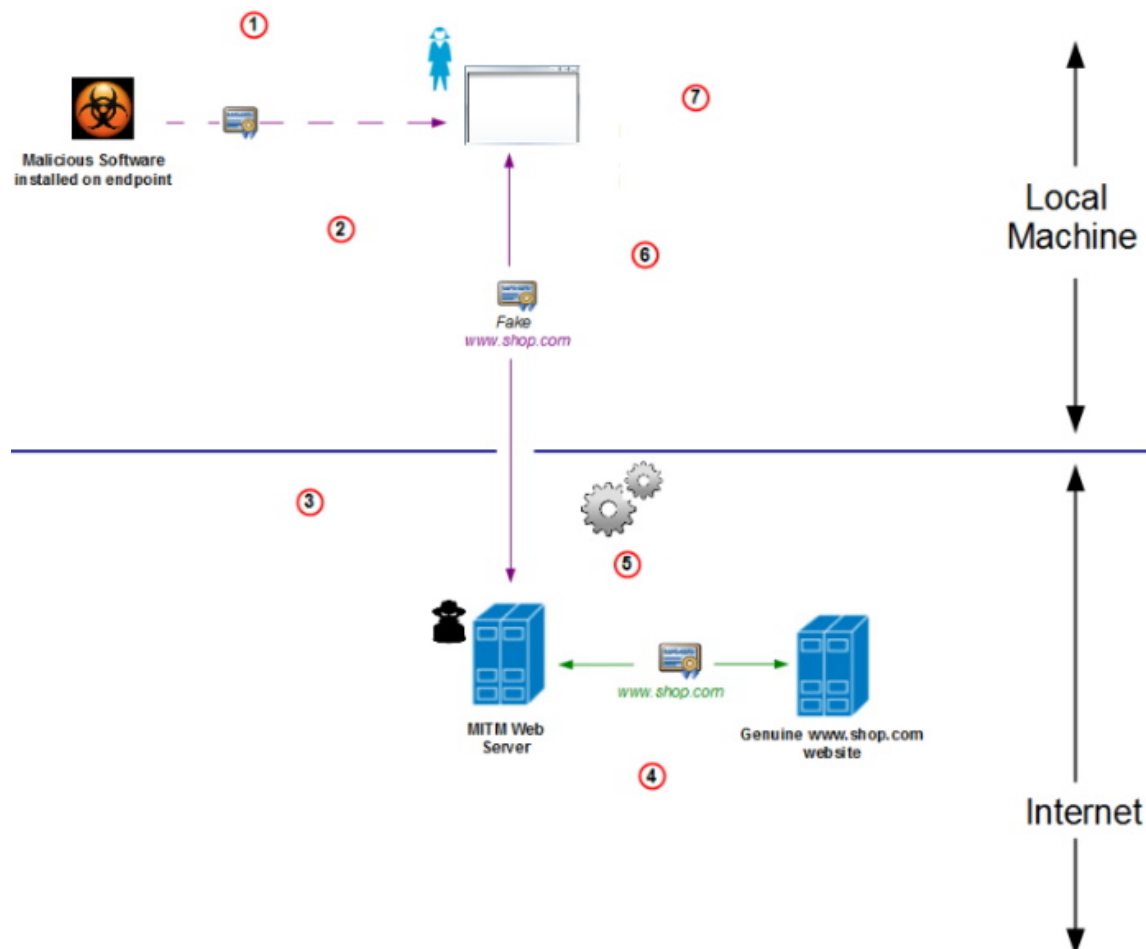 1
7
Malicious Software
installed on endpoint
2
6
Local
Machine
Fake
www.shop.com
3
5
www.shop.com
MITM Web
Server
Genuine www.shop.com
website
4
Internet